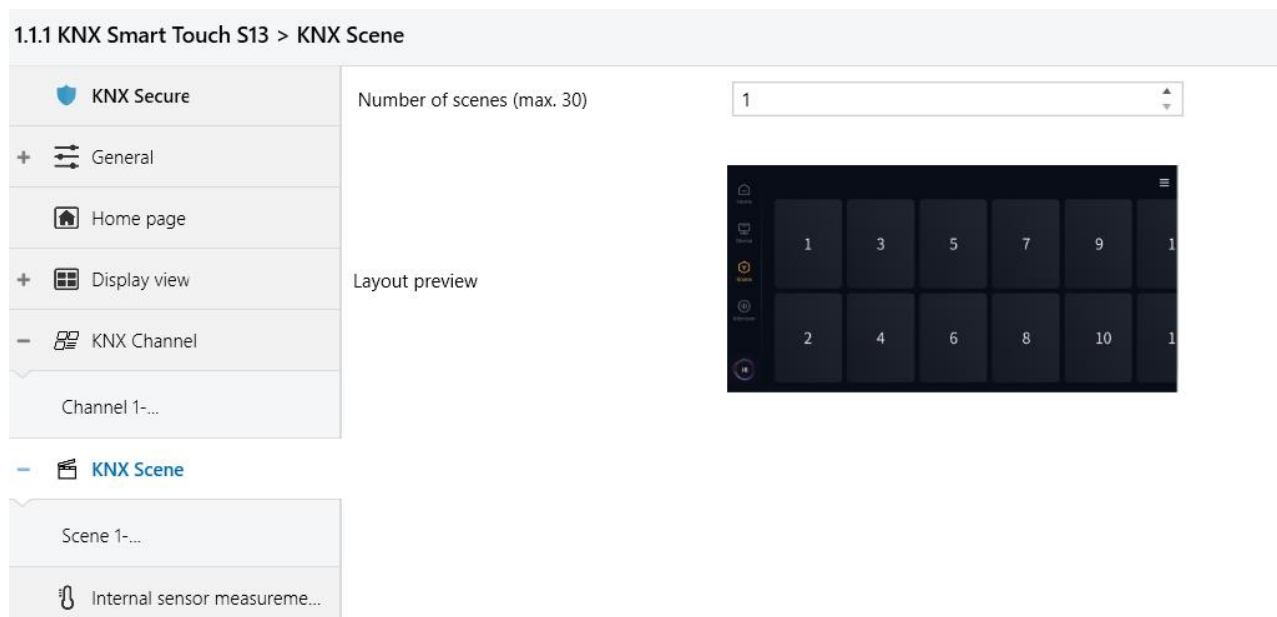 1.1.1 KNX Smart Touch S13 > KNX Scene
KNX Secure
+ General
Home page
+ Display view
− KNX Channel
Channel 1-...
− KNX Scene
Scene 1-...
Internal sensor measureme...
Number of scenes (max. 30)
1
Layout preview
1 3 5 7 9 1
2 4 6 8 10 1